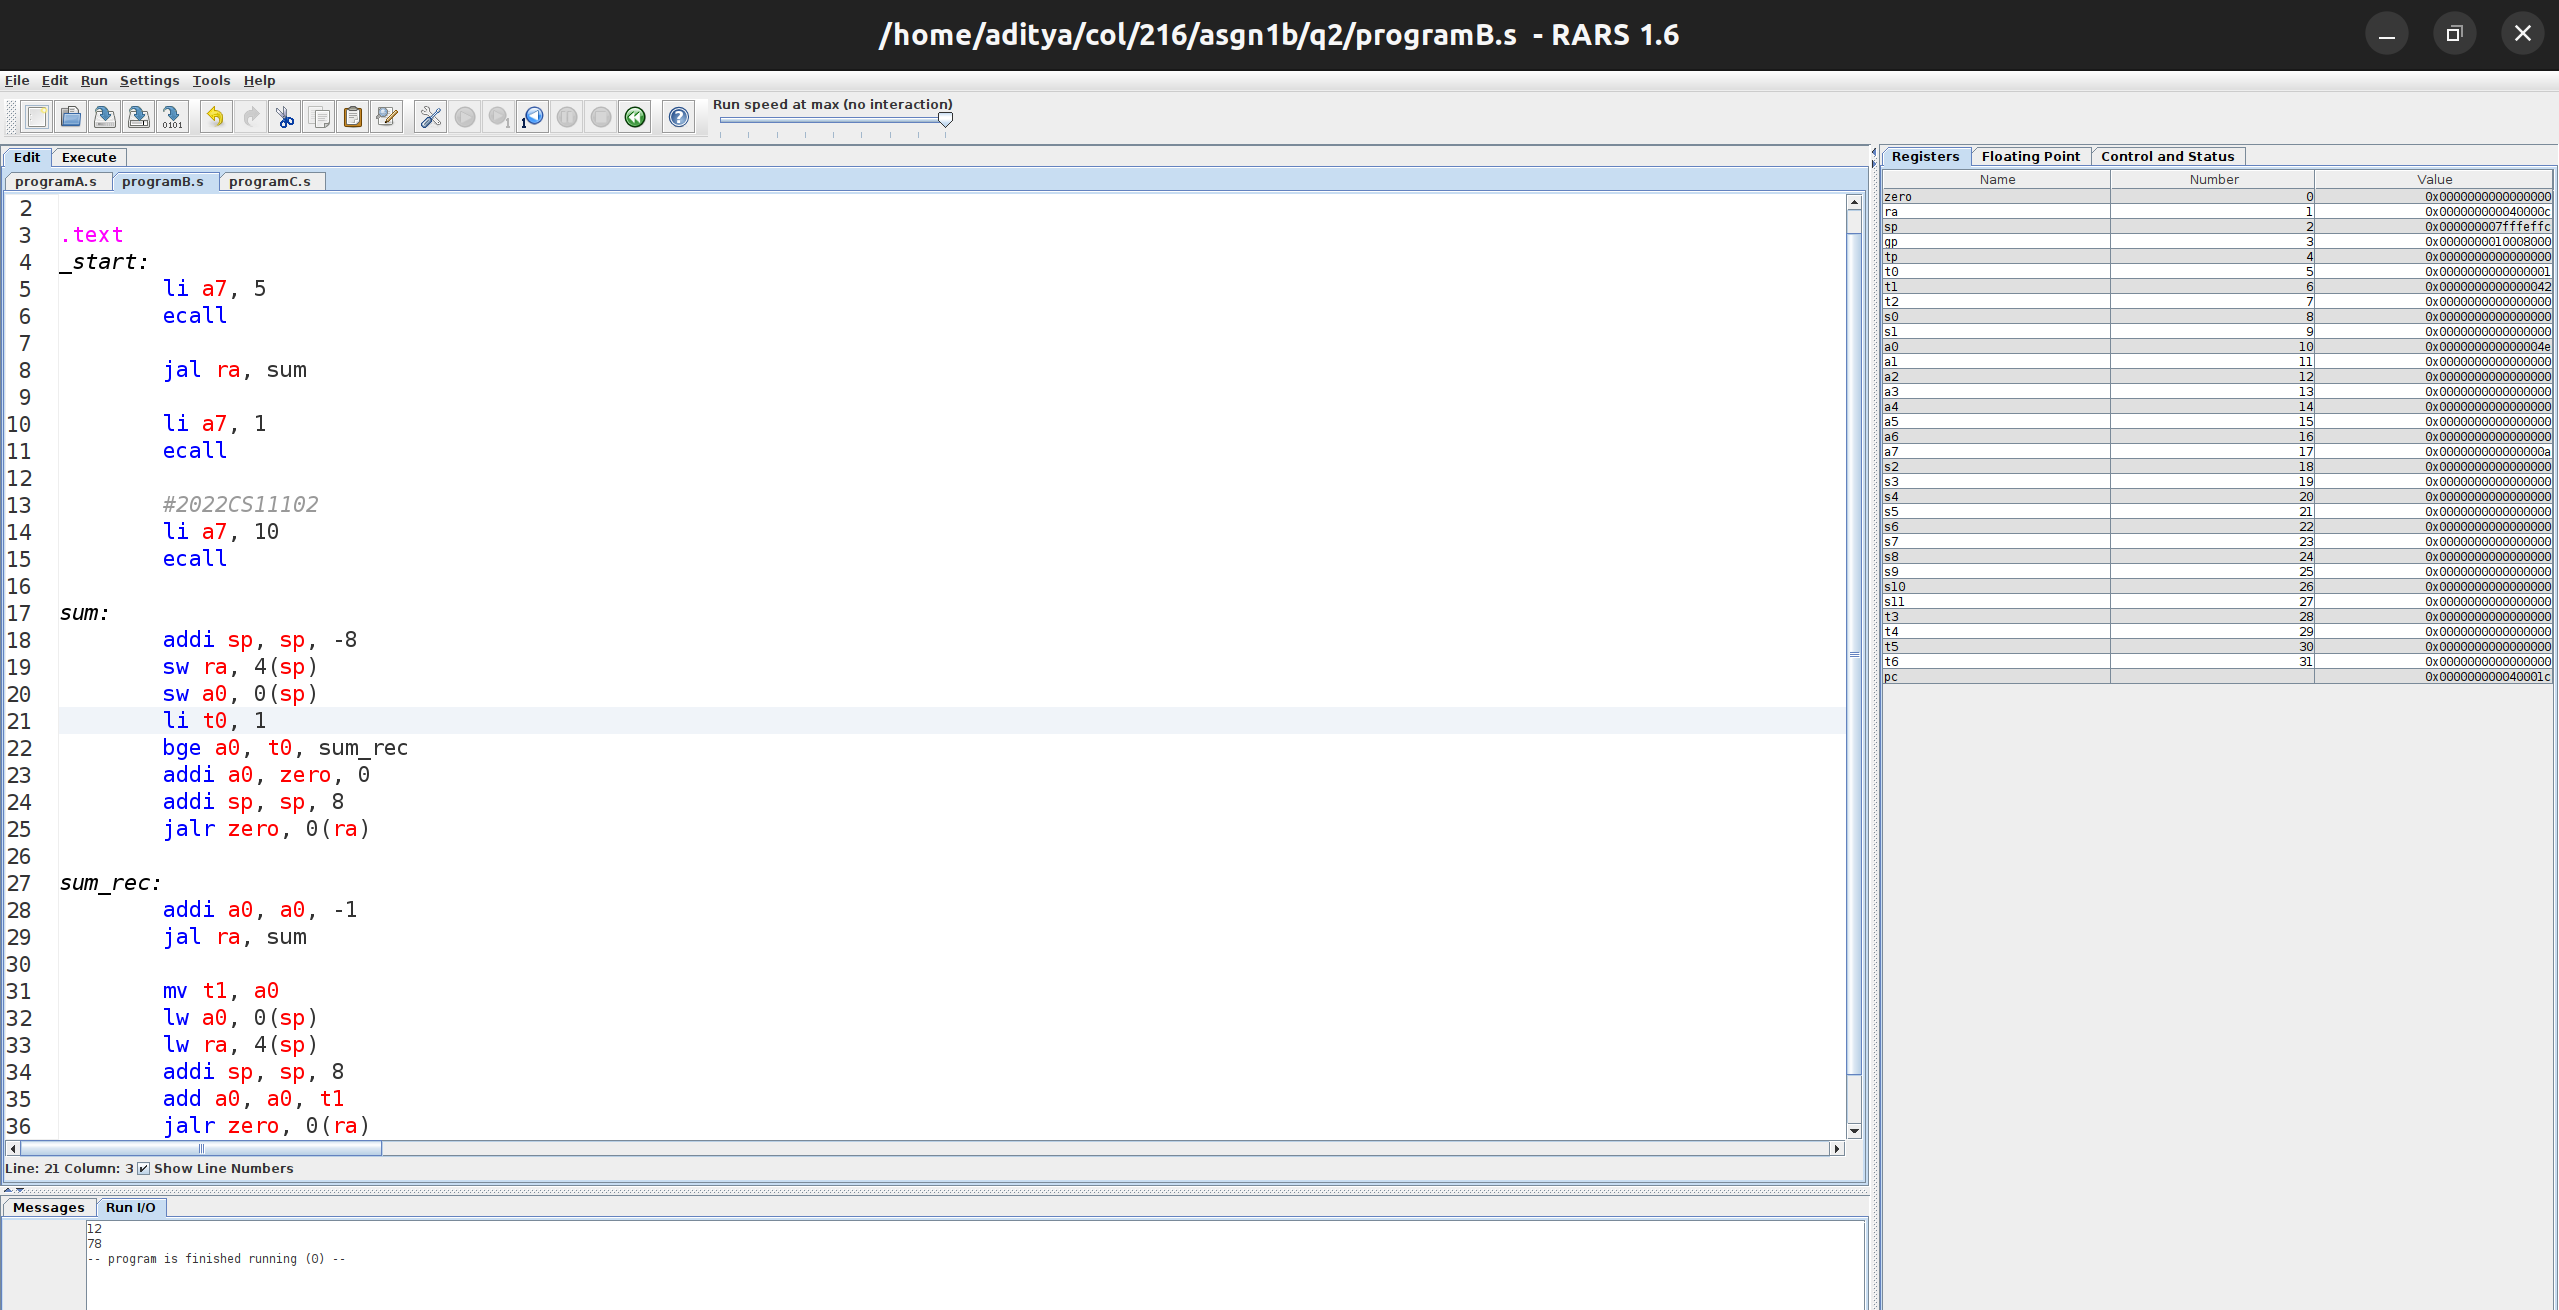 /home/aditya/col/216/asgn1b/q2/programB.s - RARS 1.6
File Edit Run Settings Tools Help
Run speed at max (no interaction)
Edit Execute
programA.s programB.s programC.s
2
3 .text
4 _start:
5 li a7, 5
6 ecall
7
8 jal ra, sum
9
10 li a7, 1
11 ecall
12
13 #2022CS11102
14 li a7, 10
15 ecall
16
17 sum:
18 addi sp, sp, -8
19 sw ra, 4(sp)
20 sw a0, 0(sp)
21 li t0, 1
22 bge a0, t0, sum_rec
23 addi a0, zero, 0
24 addi sp, sp, 8
25 jalr zero, 0(ra)
26
27 sum_rec:
28 addi a0, a0, -1
29 jal ra, sum
30
31 mv t1, a0
32 lw a0, 0(sp)
33 lw ra, 4(sp)
34 addi sp, sp, 8
35 add a0, a0, t1
36 jalr zero, 0(ra)
Line: 21 Column: 3 Show Line Numbers
Messages Run I/O
12
78
-- program is finished running (0) --
Registers Floating Point Control and Status
Name Number Value
zero 0 0x0000000000000000
ra 1 0x000000000040000c
sp 2 0x000000007fffeffc
gp 3 0x0000000010008000
tp 4 0x0000000000000000
t0 5 0x0000000000000001
t1 6 0x0000000000000042
t2 7 0x0000000000000000
s0 8 0x0000000000000000
s1 9 0x0000000000000000
a0 10 0x000000000000004e
a1 11 0x0000000000000000
a2 12 0x0000000000000000
a3 13 0x0000000000000000
a4 14 0x0000000000000000
a5 15 0x0000000000000000
a6 16 0x0000000000000000
a7 17 0x000000000000000a
s2 18 0x0000000000000000
s3 19 0x0000000000000000
s4 20 0x0000000000000000
s5 21 0x0000000000000000
s6 22 0x0000000000000000
s7 23 0x0000000000000000
s8 24 0x0000000000000000
s9 25 0x0000000000000000
s10 26 0x0000000000000000
s11 27 0x0000000000000000
t3 28 0x0000000000000000
t4 29 0x0000000000000000
t5 30 0x0000000000000000
t6 31 0x0000000000000000
pc 0x000000000040001c